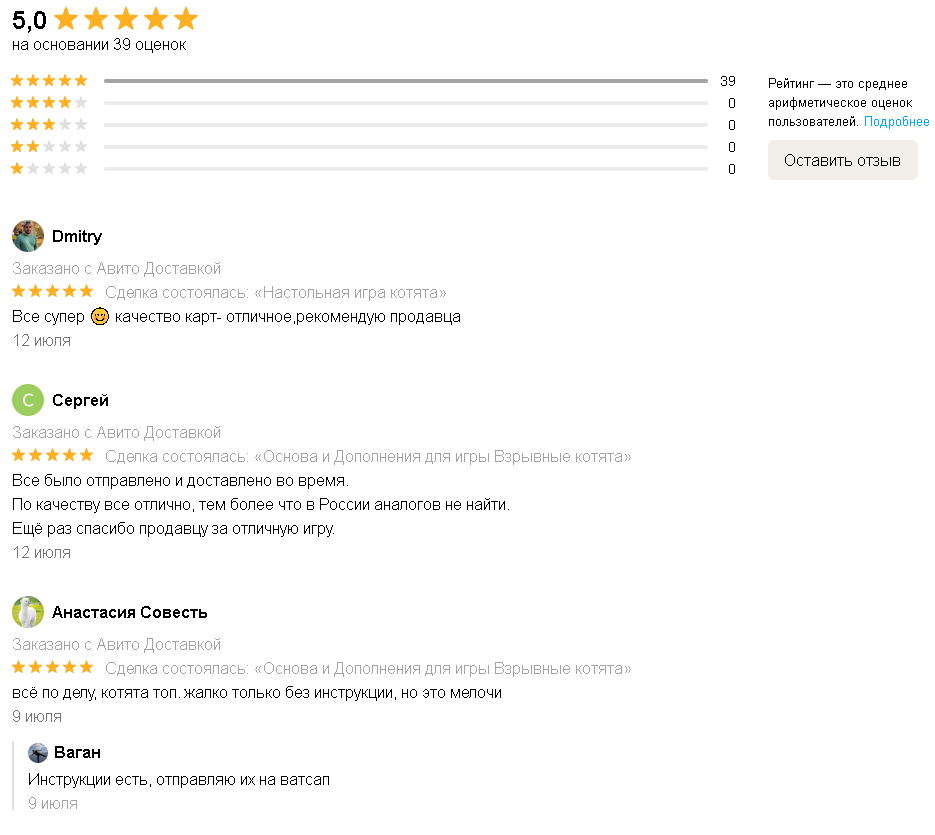 5,0
на основании 39 оценок
39
0
0
0
0
Рейтинг — это среднее
арифметическое оценок
пользователей. Подробнее
Оставить отзыв
Dmitry
Заказано с Авито Доставкой
Сделка состоялась: «Настольная игра котята»
Все супер 😊 качество карт- отличное,рекомендую продавца
12 июля
С
Сергей
Заказано с Авито Доставкой
Сделка состоялась: «Основа и Дополнения для игры Взрывные котята»
Все было отправлено и доставлено во время.
По качеству все отлично, тем более что в России аналогов не найти.
Ещё раз спасибо продавцу за отличную игру.
12 июля
Анастасия Совесть
Заказано с Авито Доставкой
Сделка состоялась: «Основа и Дополнения для игры Взрывные котята»
всё по делу, котята топ. жалко только без инструкции, но это мелочи
9 июля
Ваган
Инструкции есть, отправляю их на ватсап
9 июля